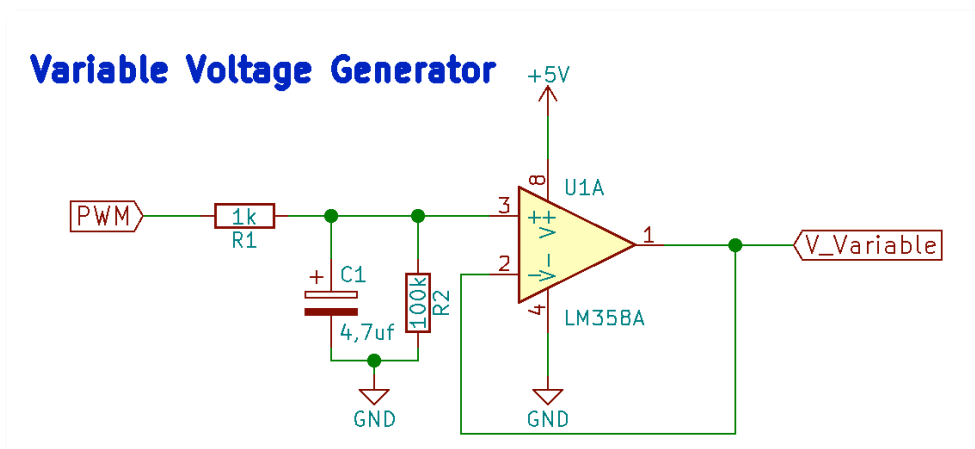 Variable Voltage Generator
+5V
8
U1A
PWM
1k
R1
3
V+
1
V_Variable
2
V-
+
C1
100k
R2
4,7uf
4
LM358A
GND
GND